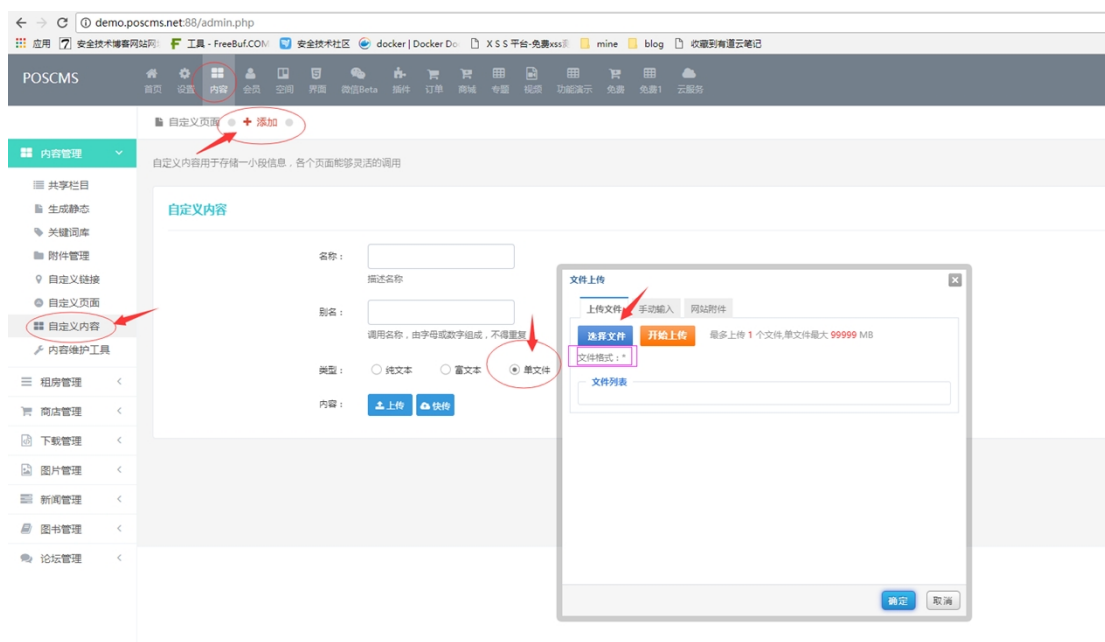 demo.poscms.net:88/admin.php
应用 安全技术博客网站网 工具 - FreeBuf.COM 安全技术社区 docker | Docker Do XSS平台-免费xss mine blog 收藏到有道云笔记
POSCMS
首页 设置 内容 会员 空间 界面 微信Beta 插件 订单 商城 专题 视频 功能演示 免费 免费1 云服务
自定义页面 添加
内容管理
自定义内容用于存储一小段信息，各个页面能够灵活的调用
共享栏目
生成静态
关键词库
附件管理
自定义链接
自定义页面
自定义内容
内容维护工具
租房管理
商店管理
下载管理
图片管理
新闻管理
图书管理
论坛管理
自定义内容
名称：
描述名称
别名：
调用名称，由字母或数字组成，不得重复
类型： 纯文本 富文本 单文件
内容： 上传 快传
文件上传
上传文件 手动输入 网站附件
选择文件 开始上传 最多上传 1 个文件,单文件最大 99999 MB
文件格式：*
文件列表
确定 取消